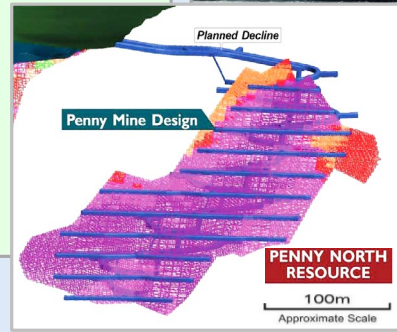 Planned Decline
Penny Mine Design
PENNY NORTH
RESOURCE
100m
Approximate Scale